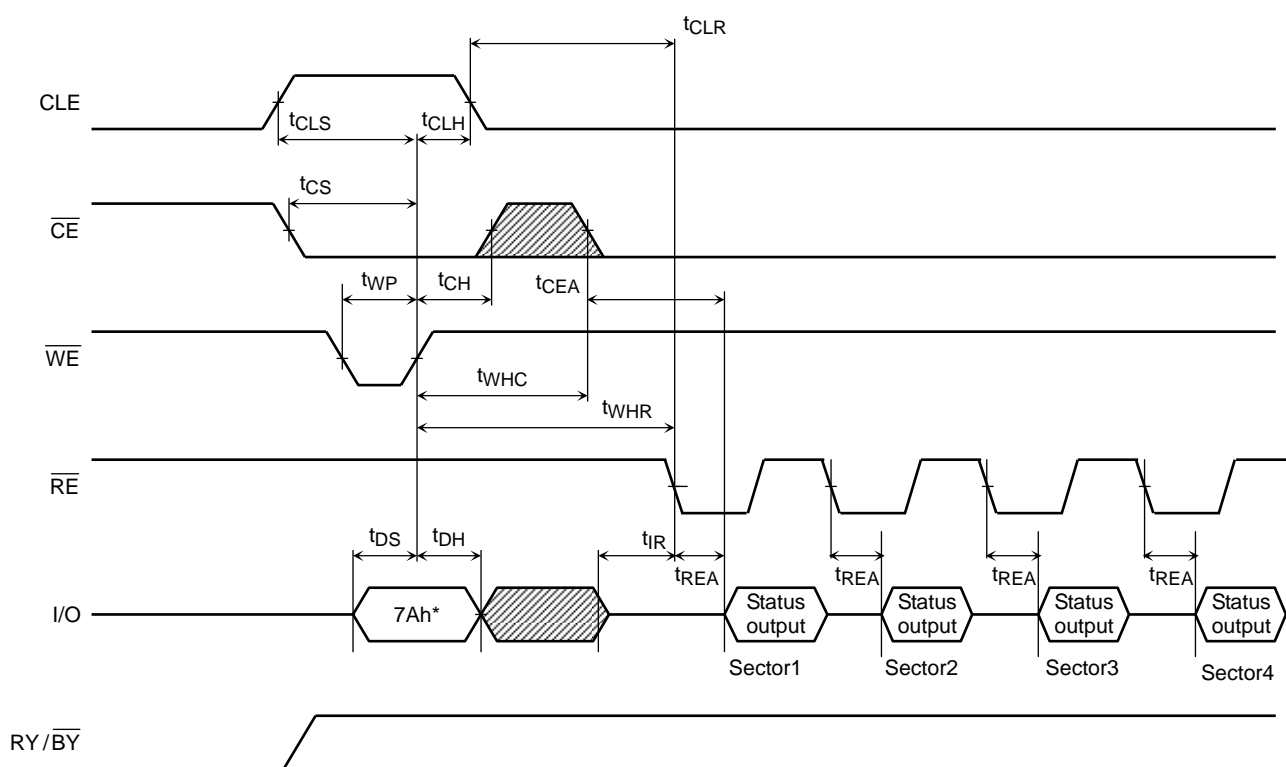 tCLR
CLE
tCLS
tCLH
tCS
CE
tWP
tCH
tCEA
WE
tWHC
tWHR
RE
tDS
tDH
tIR
tREA
tREA
tREA
tREA
I/O
7Ah*
Status
output
Status
output
Status
output
Status
output
Sector1
Sector2
Sector3
Sector4
RY/BY